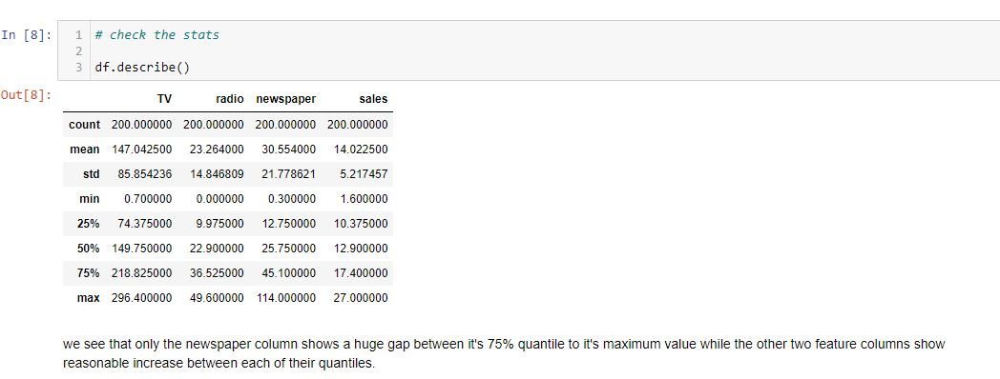 In [8]: 1 # check the stats
2
3 df.describe()
Out[8]:
TV radio newspaper sales
count 200.000000 200.000000 200.000000 200.000000
mean 147.042500 23.264000 30.554000 14.022500
std 85.854236 14.846809 21.778621 5.217457
min 0.700000 0.000000 0.300000 1.600000
25% 74.375000 9.975000 12.750000 10.375000
50% 149.750000 22.900000 25.750000 12.900000
75% 218.825000 36.525000 45.100000 17.400000
max 296.400000 49.600000 114.000000 27.000000
we see that only the newspaper column shows a huge gap between it's 75% quantile to it's maximum value while the other two feature columns show
reasonable increase between each of their quantiles.